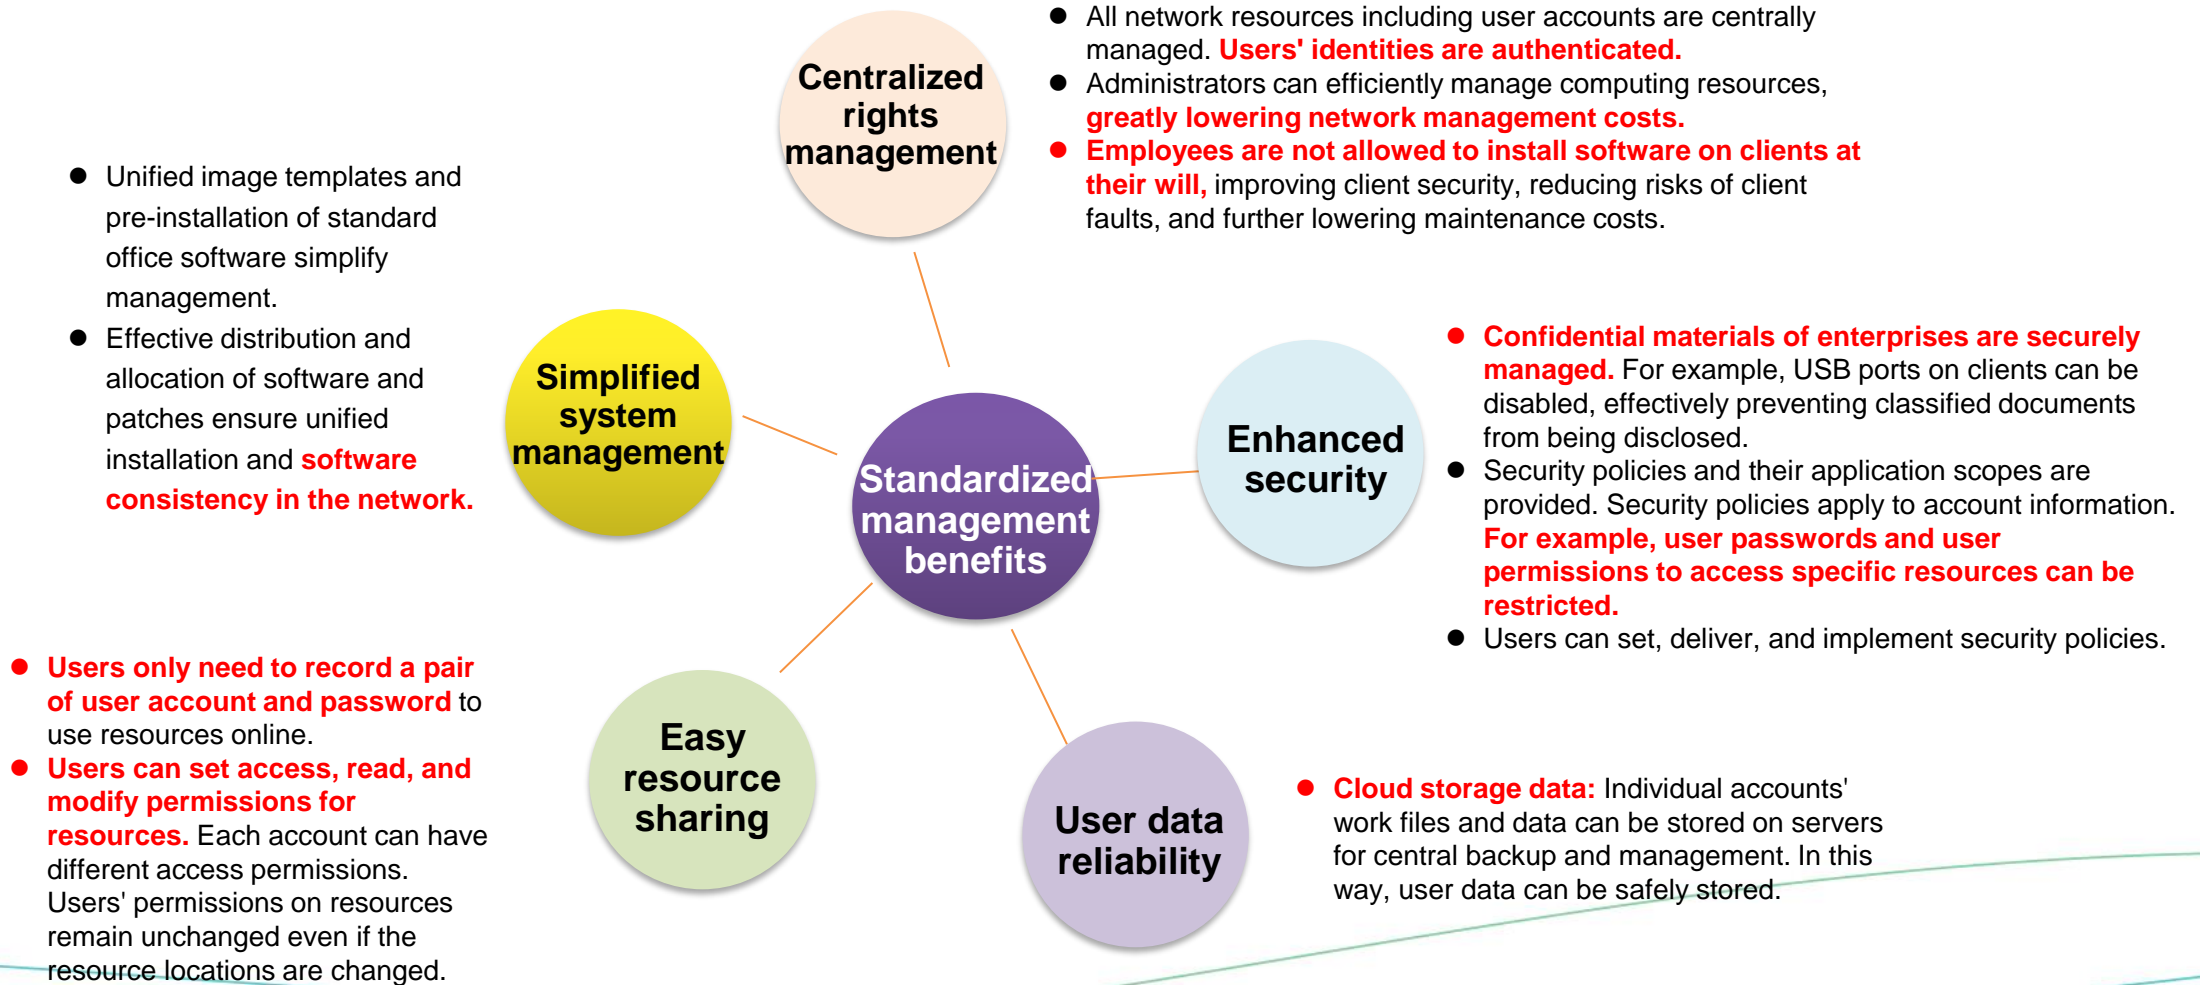 ● All network resources including user accounts are centrally
managed. Users' identities are authenticated.
● Administrators can efficiently manage computing resources,
greatly lowering network management costs.
● Employees are not allowed to install software on clients at
their will, improving client security, reducing risks of client
faults, and further lowering maintenance costs.
Centralized
rights
management
● Unified image templates and
pre-installation of standard
office software simplify
management.
● Effective distribution and
allocation of software and
patches ensure unified
installation and software
consistency in the network.
Simplified
system
management
Standardized
management
benefits
Enhanced
security
● Confidential materials of enterprises are securely
managed. For example, USB ports on clients can be
disabled, effectively preventing classified documents
from being disclosed.
● Security policies and their application scopes are
provided. Security policies apply to account information.
For example, user passwords and user
permissions to access specific resources can be
restricted.
● Users can set, deliver, and implement security policies.
● Users only need to record a pair
of user account and password to
use resources online.
● Users can set access, read, and
modify permissions for
resources. Each account can have
different access permissions.
Users' permissions on resources
remain unchanged even if the
resource locations are changed.
Easy
resource
sharing
User data
reliability
● Cloud storage data: Individual accounts'
work files and data can be stored on servers
for central backup and management. In this
way, user data can be safely stored.